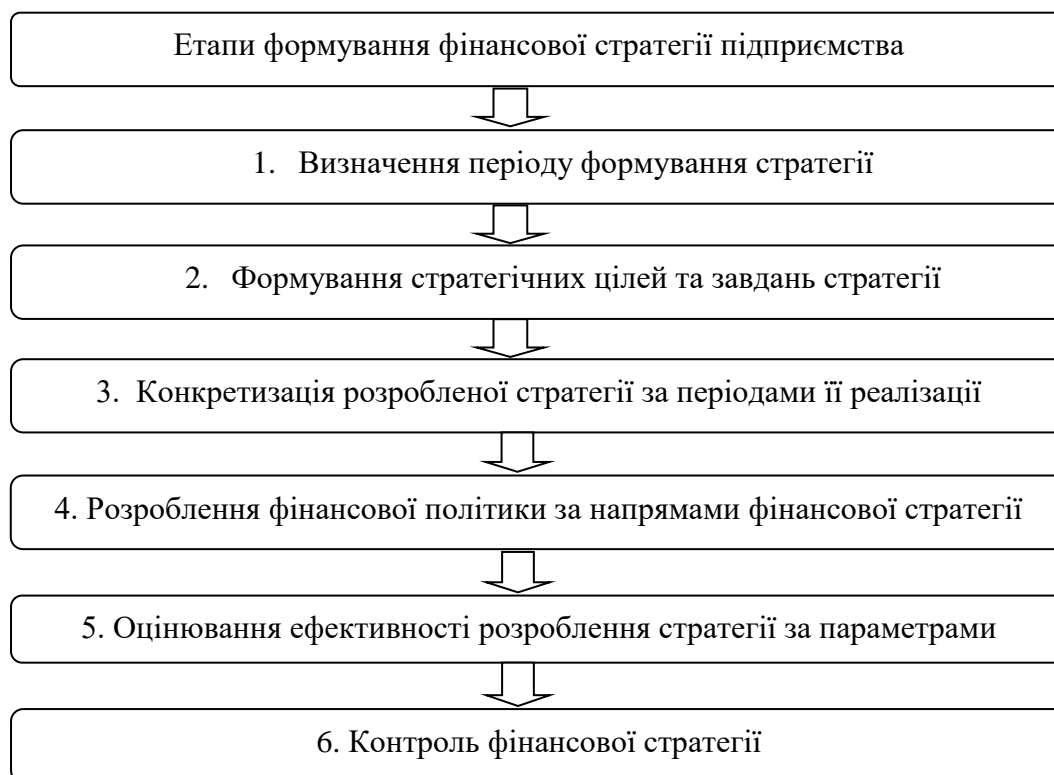 Етапи формування фінансової стратегії підприємства
1. Визначення періоду формування стратегії
2. Формування стратегічних цілей та завдань стратегії
3. Конкретизація розробленої стратегії за періодами її реалізації
4. Розроблення фінансової політики за напрямами фінансової стратегії
5. Оцінювання ефективності розроблення стратегії за параметрами
6. Контроль фінансової стратегії